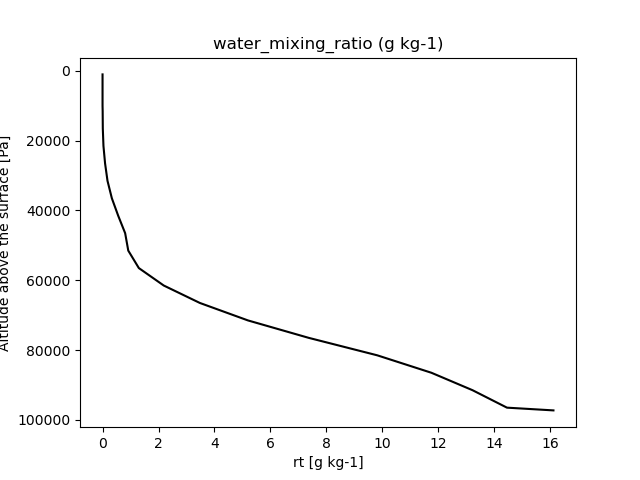 water_mixing_ratio (g kg-1)
Altitude above the surface [Pa]
0
20000
40000
60000
80000
100000
0 2 4 6 8 10 12 14 16
rt [g kg-1]